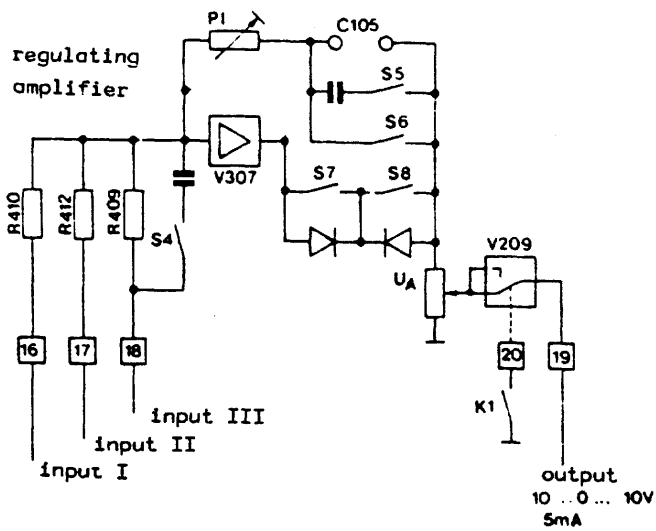 P1
C105
regulating
amplifier
S5
S6
V307
S7
S8
R410
R412
R409
S4
V209
UA
16
17
18
20
19
K1
input III
input II
input I
output
10 ..0 ... 10V
5mA